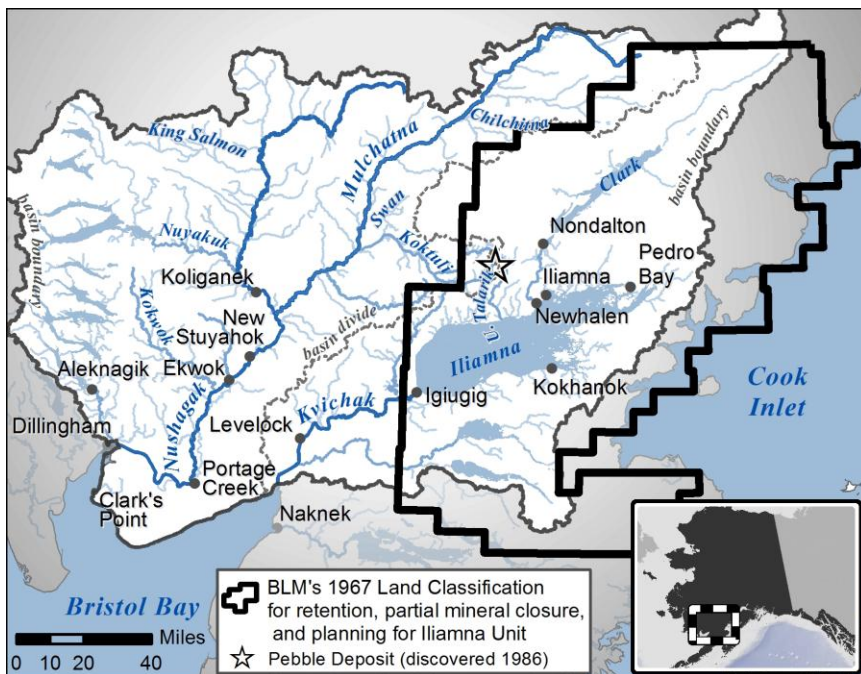 King Salmon
Mulchatna
Chilchitna
basin boundary
Clark
Swan
basin boundary
Nuyakuk
Koktuli
Nondalton
Koliganek
Talarik
Iliamna
Pedro
Bay
Kokwok
New
Stuyahok
basin divide
Newhalen
U.
Iliamna
Aleknagik
Ekwok
Kvichak
Igiugig
Kokhanok
Cook
Inlet
Dillingham
Nushagak
Levelock
Portage
Creek
Clark's
Point
Naknek
Bristol Bay
Miles
0 10 20 40
BLM's 1967 Land Classification
for retention, partial mineral closure,
and planning for Iliamna Unit
Pebble Deposit (discovered 1986)